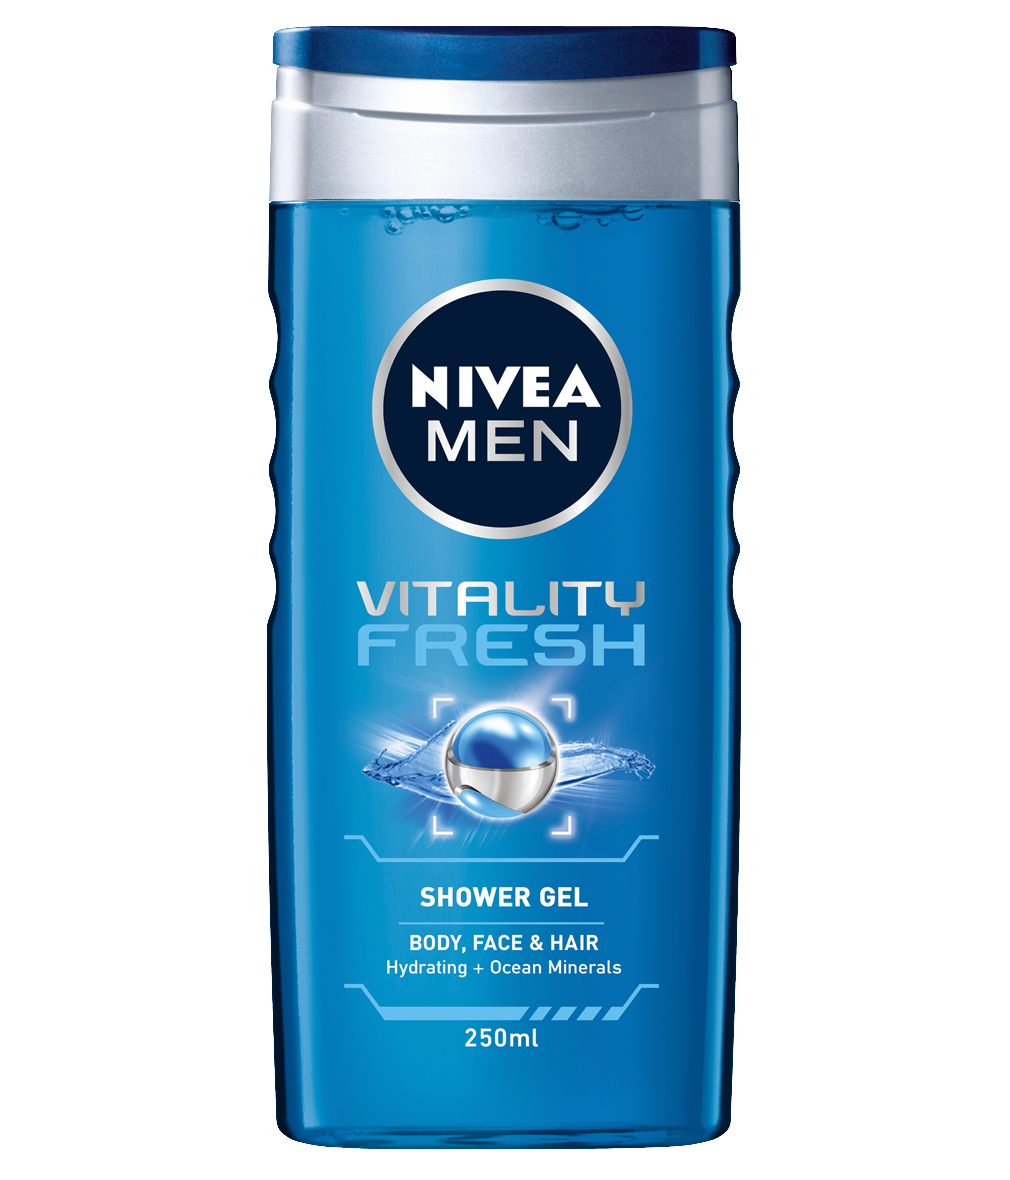 NIVEA
MEN
VITALITY
FRESH
SHOWER GEL
BODY, FACE & HAIR
Hydrating + Ocean Minerals
250ml